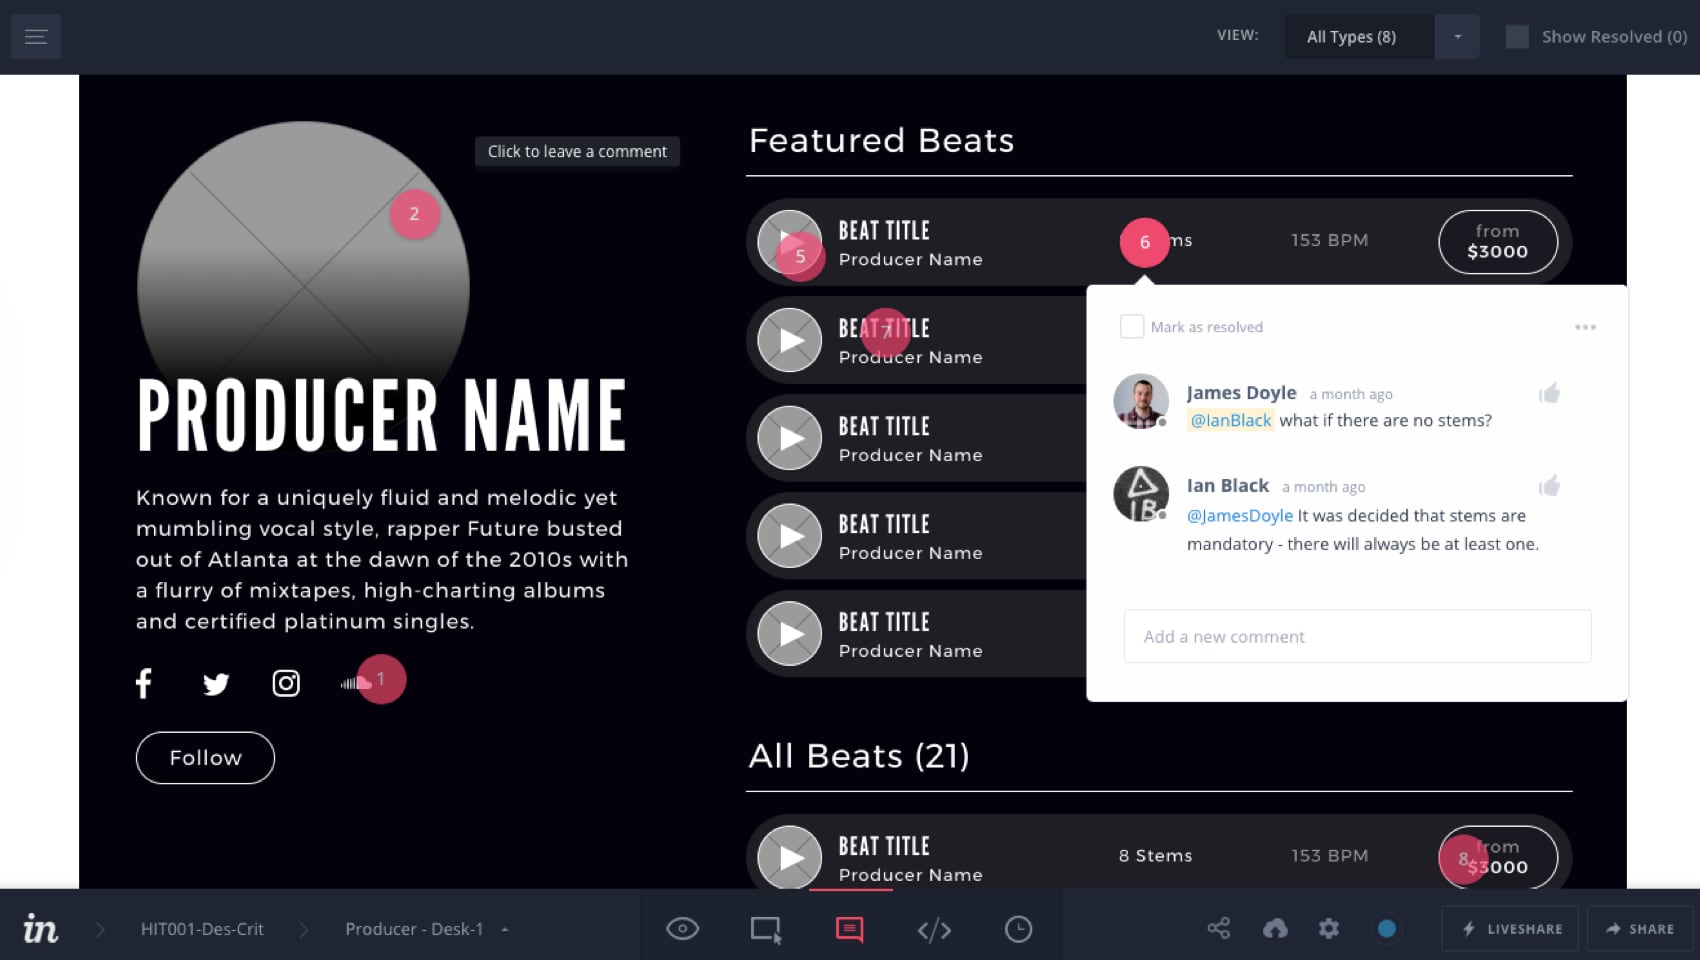 VIEW:
All Types (8)
Show Resolved (0)
Click to leave a comment
2
PRODUCER NAME
Known for a uniquely fluid and melodic yet
mumbling vocal style, rapper Future busted
out of Atlanta at the dawn of the 2010s with
a flurry of mixtapes, high-charting albums
and certified platinum singles.
1
Follow
Featured Beats
5
BEAT TITLE
Producer Name
6
153 BPM
from
$3000
BEAT TITLE
7
Producer Name
BEAT TITLE
Producer Name
BEAT TITLE
Producer Name
BEAT TITLE
Producer Name
Mark as resolved
James Doyle a month ago
@IanBlack what if there are no stems?
Ian Black a month ago
@JamesDoyle It was decided that stems are
mandatory - there will always be at least one.
Add a new comment
All Beats (21)
BEAT TITLE
Producer Name
8 Stems
153 BPM
8
from
$3000
in
HIT001-Des-Crit
Producer - Desk-1
LIVESHARE
SHARE